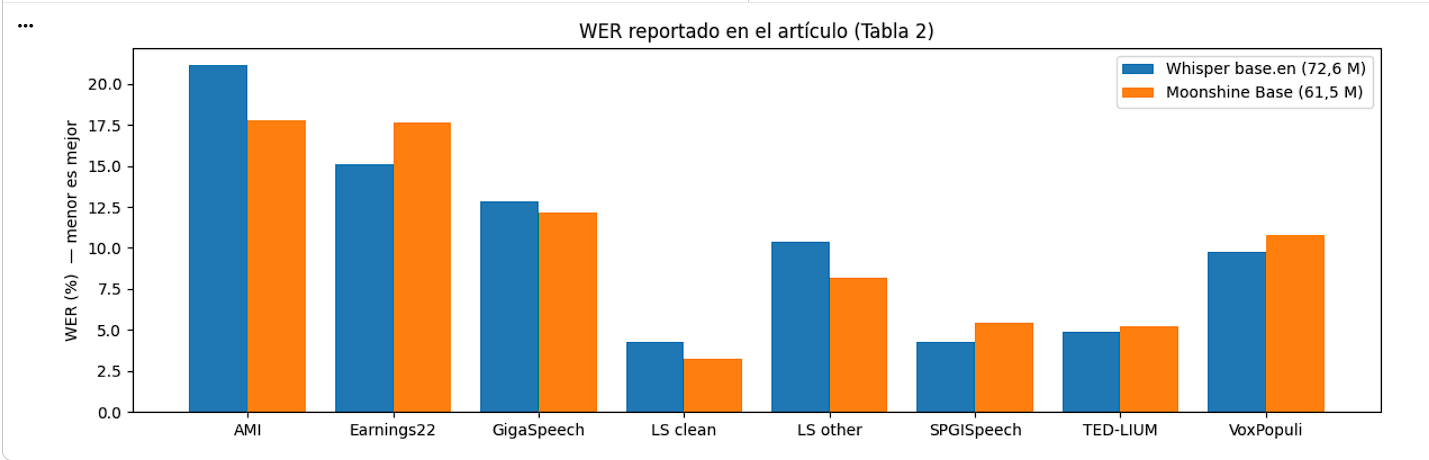 ...
WER reportado en el artículo (Tabla 2)
Whisper base.en (72,6 M)
Moonshine Base (61,5 M)
WER (%) — menor es mejor
20.0
17.5
15.0
12.5
10.0
7.5
5.0
2.5
0.0
AMI Earnings22 GigaSpeech LS clean LS other SPGISpeech TED-LIUM VoxPopuli